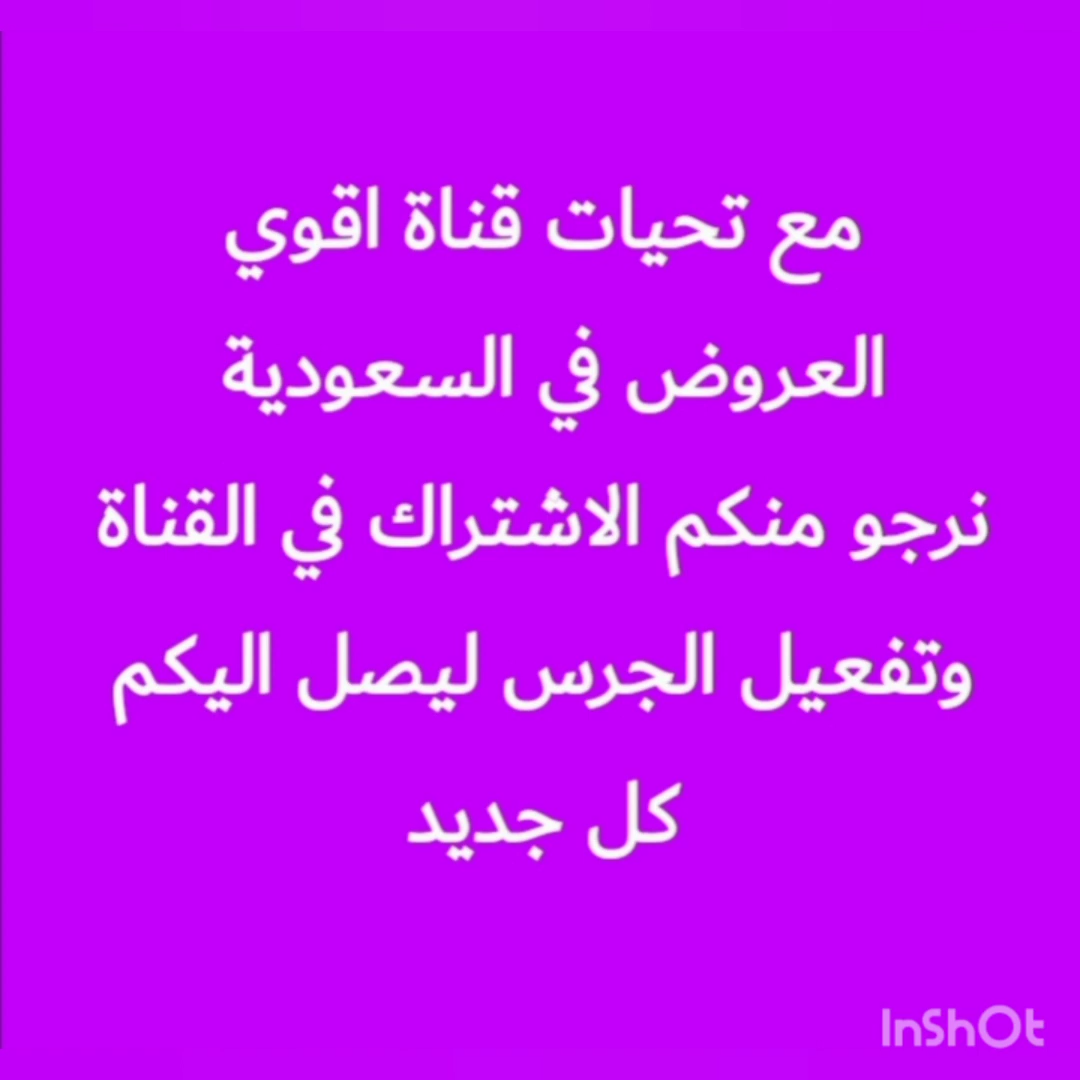 مع تحيات قناة اقوي
العروض في السعودية
نرجو منكم الاشتراك في القناة
وتفعيل الجرس ليصل اليكم
كل جديد
InShOt